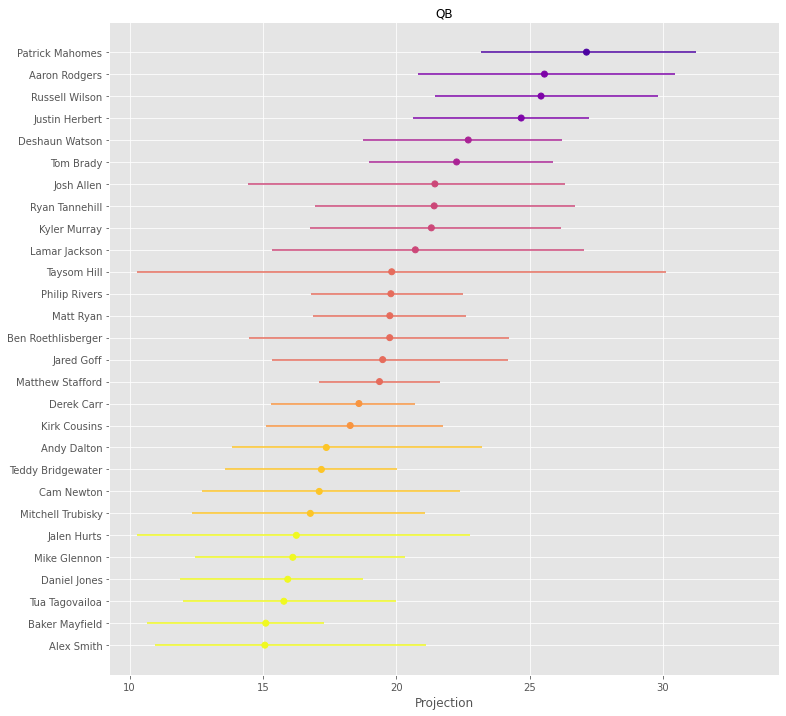 QB
Patrick Mahomes
Aaron Rodgers
Russell Wilson
Justin Herbert
Deshaun Watson
Tom Brady
Josh Allen
Ryan Tannehill
Kyler Murray
Lamar Jackson
Taysom Hill
Philip Rivers
Matt Ryan
Ben Roethlisberger
Jared Goff
Matthew Stafford
Derek Carr
Kirk Cousins
Andy Dalton
Teddy Bridgewater
Cam Newton
Mitchell Trubisky
Jalen Hurts
Mike Glennon
Daniel Jones
Tua Tagovailoa
Baker Mayfield
Alex Smith
10 15 20 25 30
Projection